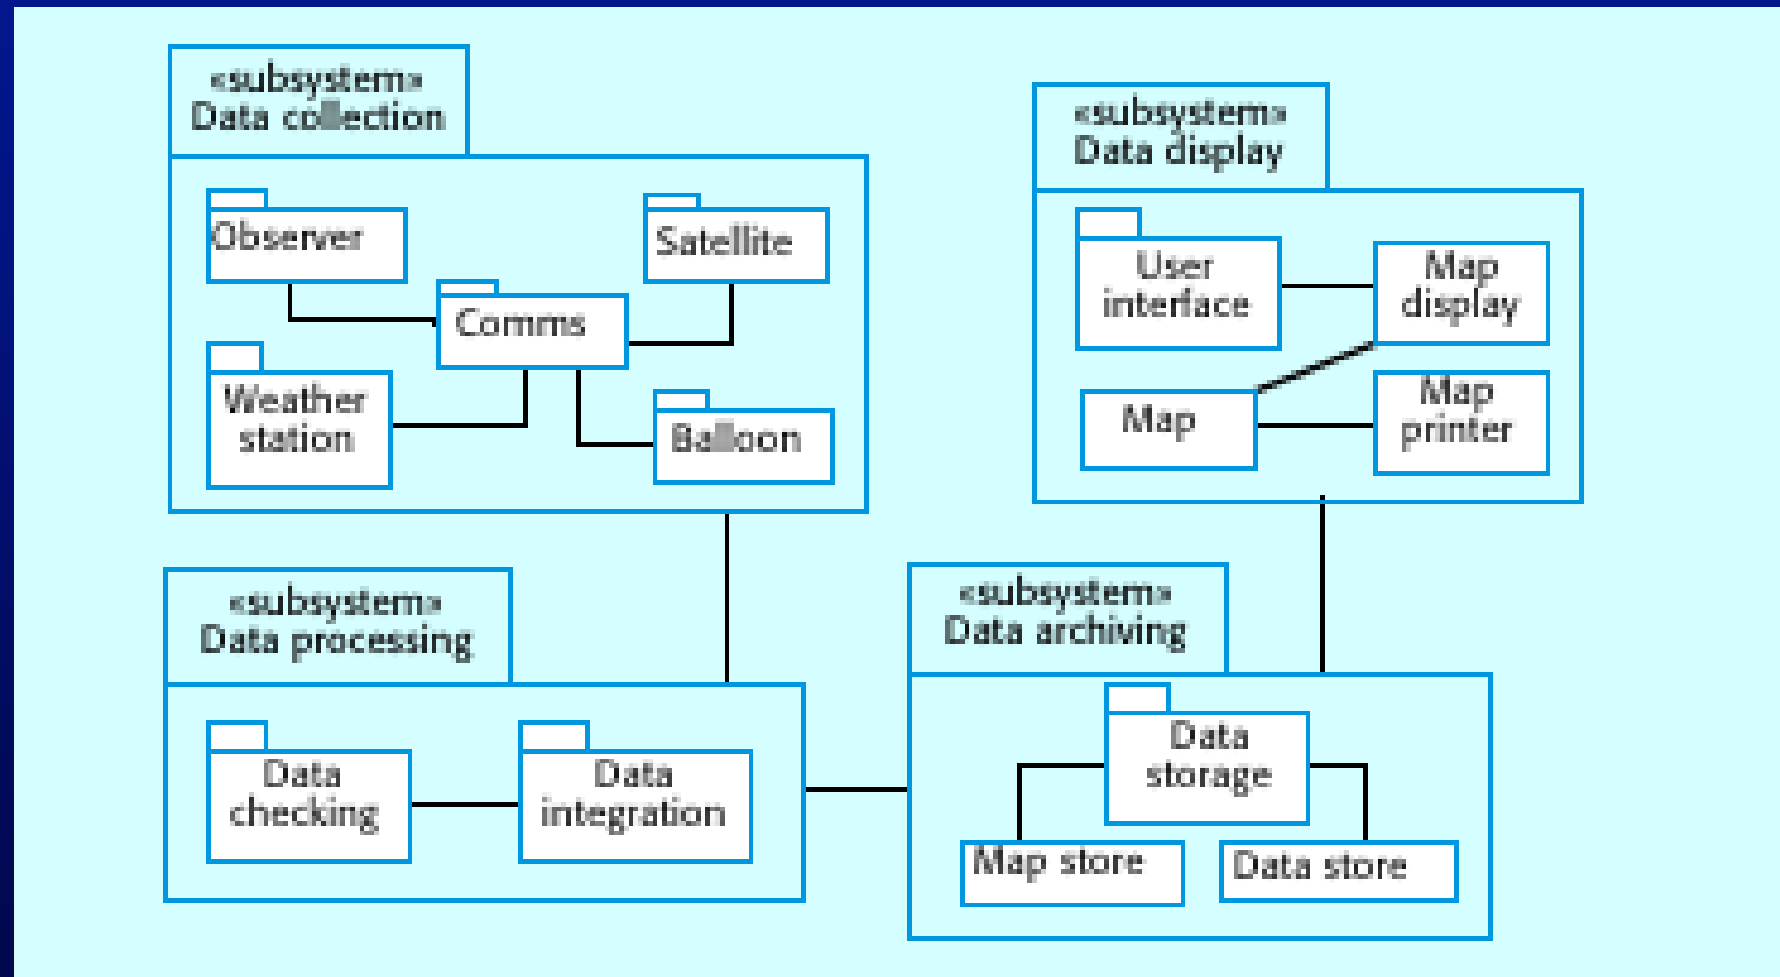 «subsystem»
Data collection
Observer
Satellite
Comms
Weather
station
Balloon
«subsystem»
Data display
User
interface
Map
display
Map
Map
printer
«subsystem»
Data processing
Data
checking
Data
integration
«subsystem»
Data archiving
Data
storage
Map store
Data store